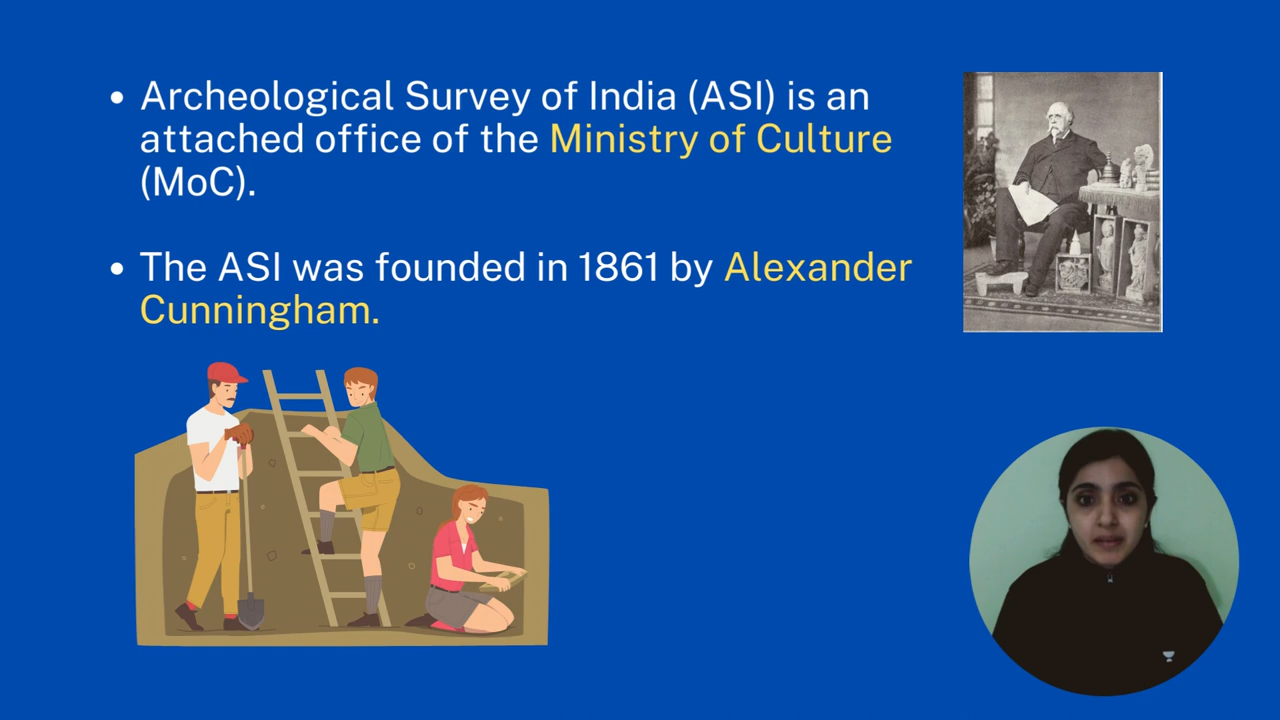 • Archeological Survey of India (ASI) is an
attached office of the Ministry of Culture
(MoC).
• The ASI was founded in 1861 by Alexander
Cunningham.